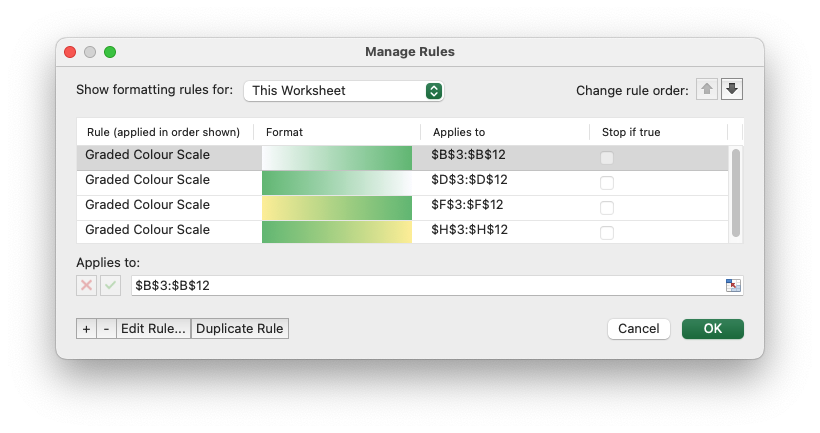 Manage Rules
Show formatting rules for: This Worksheet Change rule order:
Rule (applied in order shown) Format Applies to Stop if true
Graded Colour Scale $B$3:$B$12
Graded Colour Scale $D$3:$D$12
Graded Colour Scale $F$3:$F$12
Graded Colour Scale $H$3:$H$12
Applies to:
$B$3:$B$12
+ - Edit Rule... Duplicate Rule Cancel OK